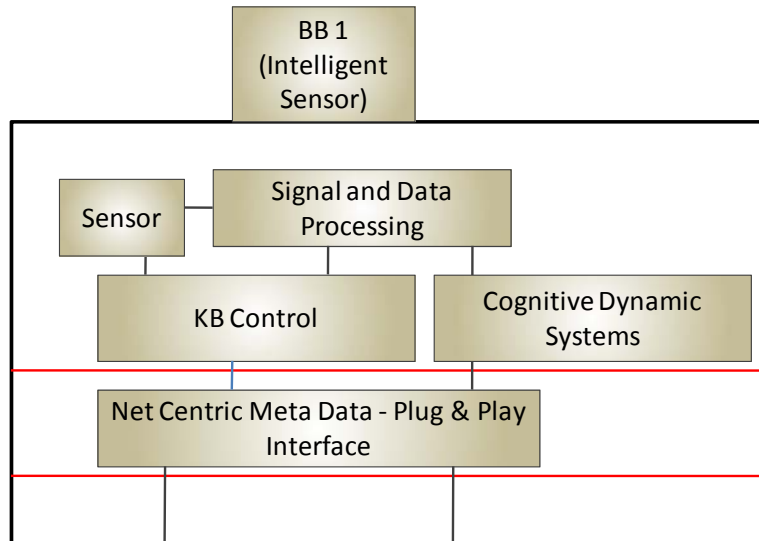 BB 1
(Intelligent
Sensor)
Signal and Data
Processing
Sensor
KB Control
Cognitive Dynamic
Systems
Net Centric Meta Data - Plug & Play
Interface